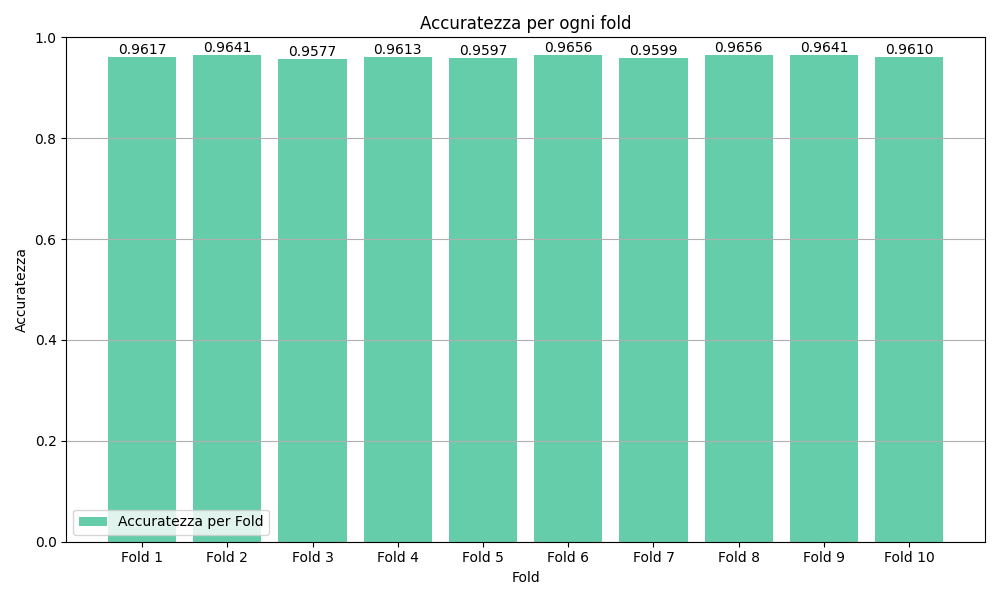 Accuratezza per ogni fold
1.0
0.9617 0.9641 0.9577 0.9613 0.9597 0.9656 0.9599 0.9656 0.9641 0.9610
0.8
0.6
Accuratezza
0.4
0.2
Accuratezza per Fold
0.0
Fold 1 Fold 2 Fold 3 Fold 4 Fold 5 Fold 6 Fold 7 Fold 8 Fold 9 Fold 10
Fold